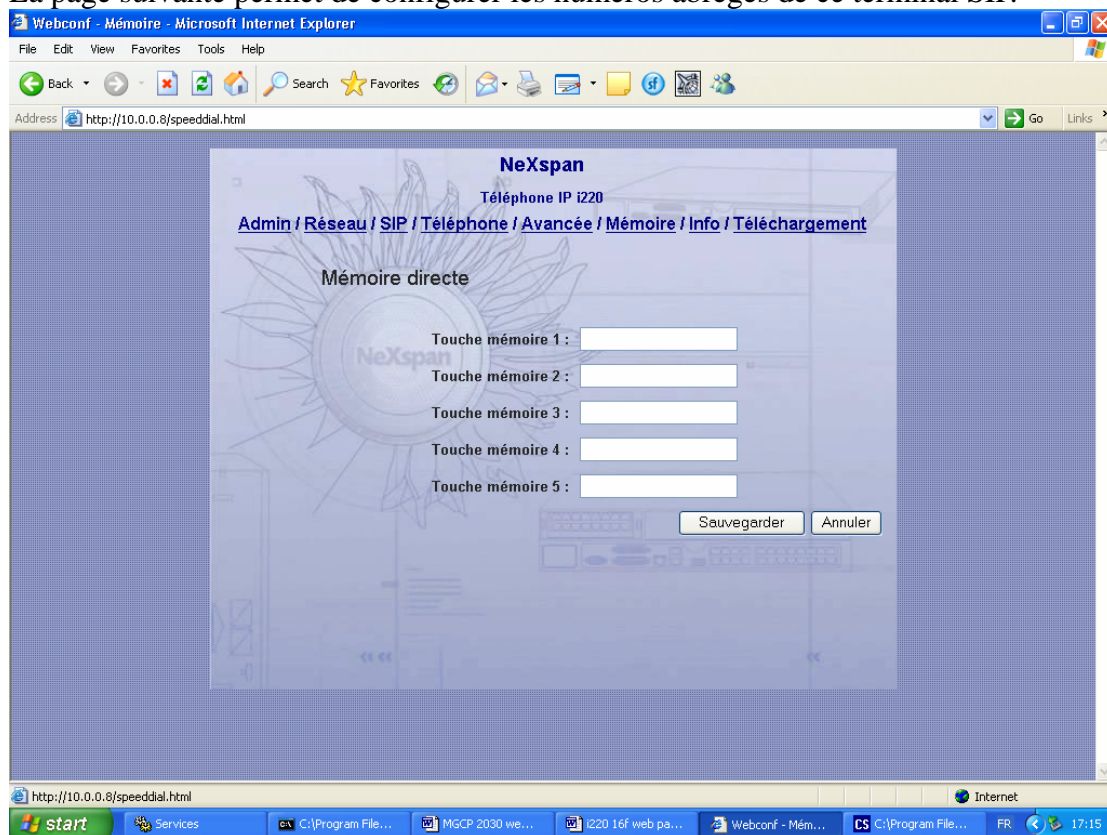 La page suivante permet de configurer les numéros abrégés de ce terminal SIP.
Webconf - Mémoire - Microsoft Internet Explorer
File Edit View Favorites Tools Help
Back Search Favorites
Address http://10.0.0.8/speeddial.html Go Links
NeXspan
Téléphone IP i220
Admin / Réseau / SIP / Téléphone / Avancée / Mémoire / Info / Téléchargement
Mémoire directe
Touche mémoire 1 :
NeXspan
Touche mémoire 2 :
Touche mémoire 3 :
Touche mémoire 4 :
Touche mémoire 5 :
Sauvegarder Annuler
http://10.0.0.8/speeddial.html Internet
start Services C:\Program File... MGCP 2030 we... i220 16f web pa... Webconf - Mém... CS C:\Program File... FR 17:15